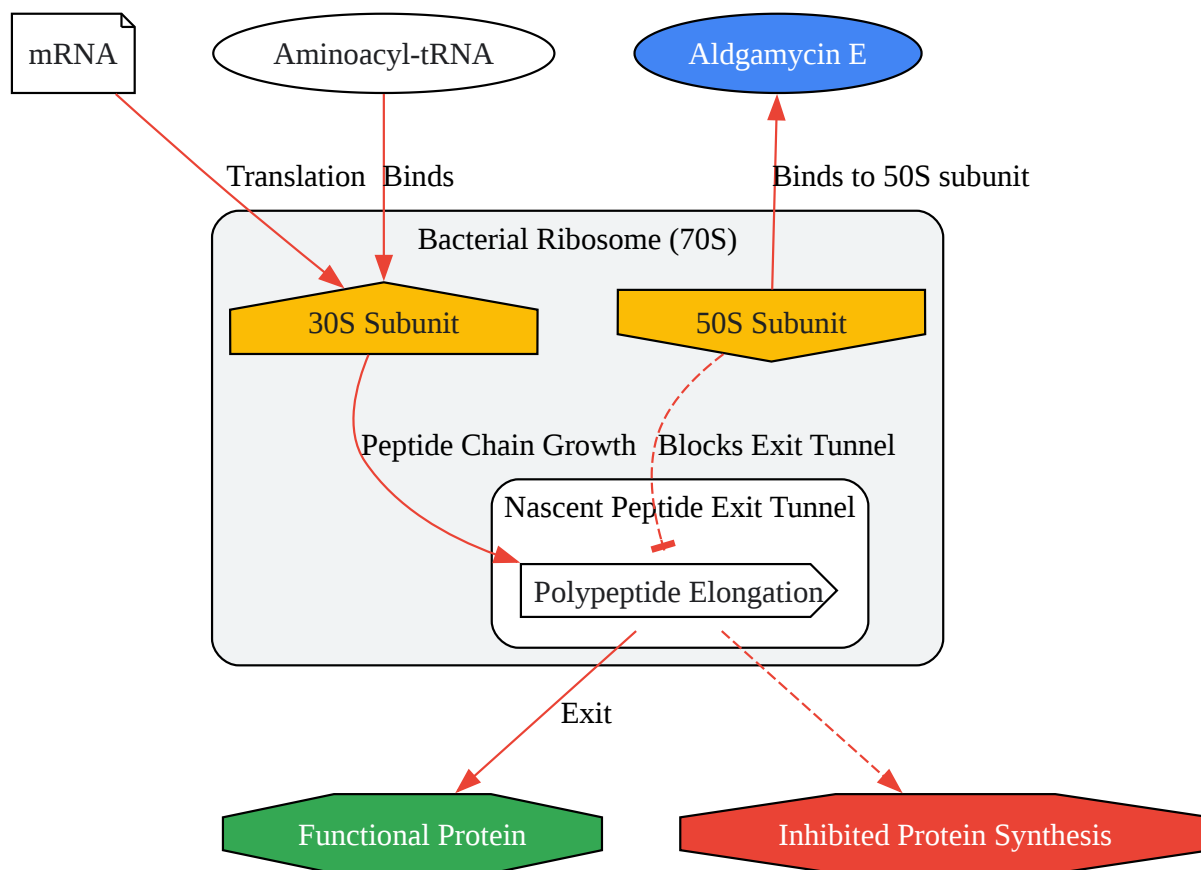 mRNA
Aminoacyl-tRNA
Aldgamycin E
Translation
Binds
Binds to 50S subunit
Bacterial Ribosome (70S)
30S Subunit
50S Subunit
Peptide Chain Growth
Blocks Exit Tunnel
Nascent Peptide Exit Tunnel
Polypeptide Elongation
Exit
Functional Protein
Inhibited Protein Synthesis